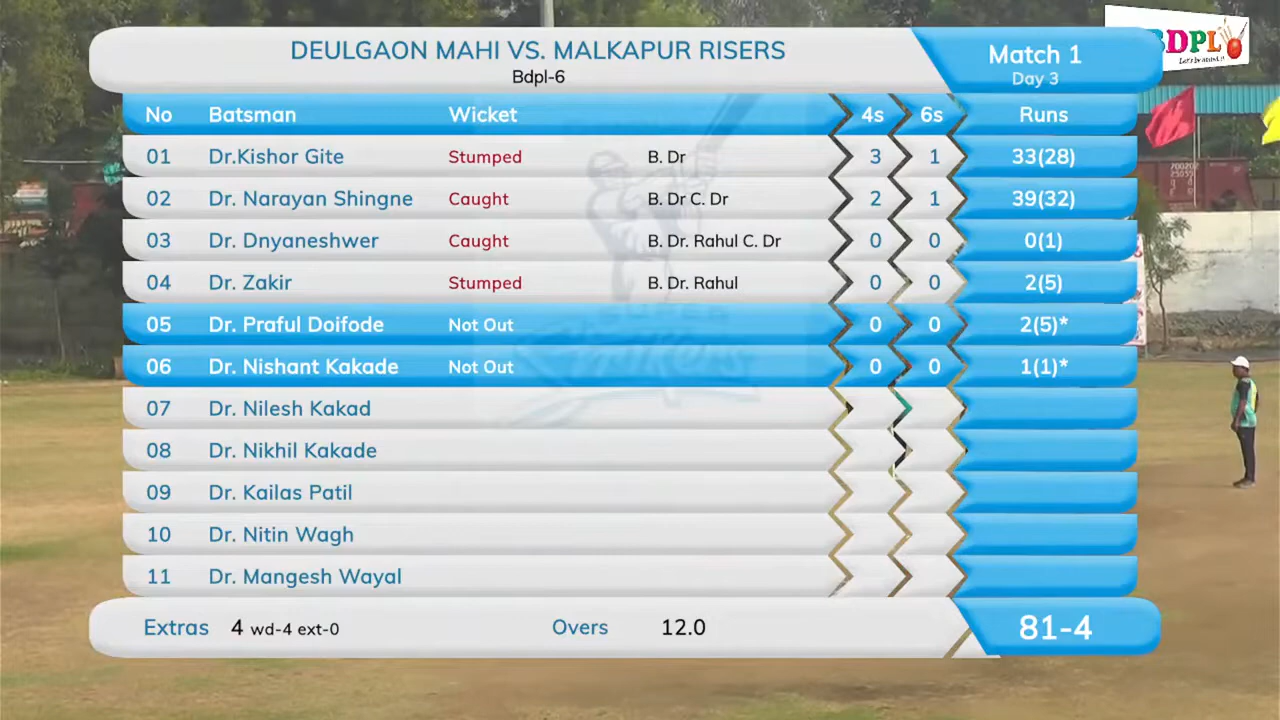 DEULGAON MAHI VS. MALKAPUR RISERS
Bdpl-6
Match 1
Day 3
BDPL
No Batsman Wicket 4s 6s Runs
01 Dr.Kishor Gite Stumped B. Dr 3 1 33(28)
02 Dr. Narayan Shingne Caught B. Dr C. Dr 2 1 39(32)
03 Dr. Dnyaneshwer Caught B. Dr. Rahul C. Dr 0 0 0(1)
04 Dr. Zakir Stumped B. Dr. Rahul 0 0 2(5)
05 Dr. Praful Doifode Not Out 0 0 2(5)*
06 Dr. Nishant Kakade Not Out 0 0 1(1)*
07 Dr. Nilesh Kakad
08 Dr. Nikhil Kakade
09 Dr. Kailas Patil
10 Dr. Nitin Wagh
11 Dr. Mangesh Wayal
SUPER
Strikers
Extras 4 wd-4 ext-0 Overs 12.0 81-4